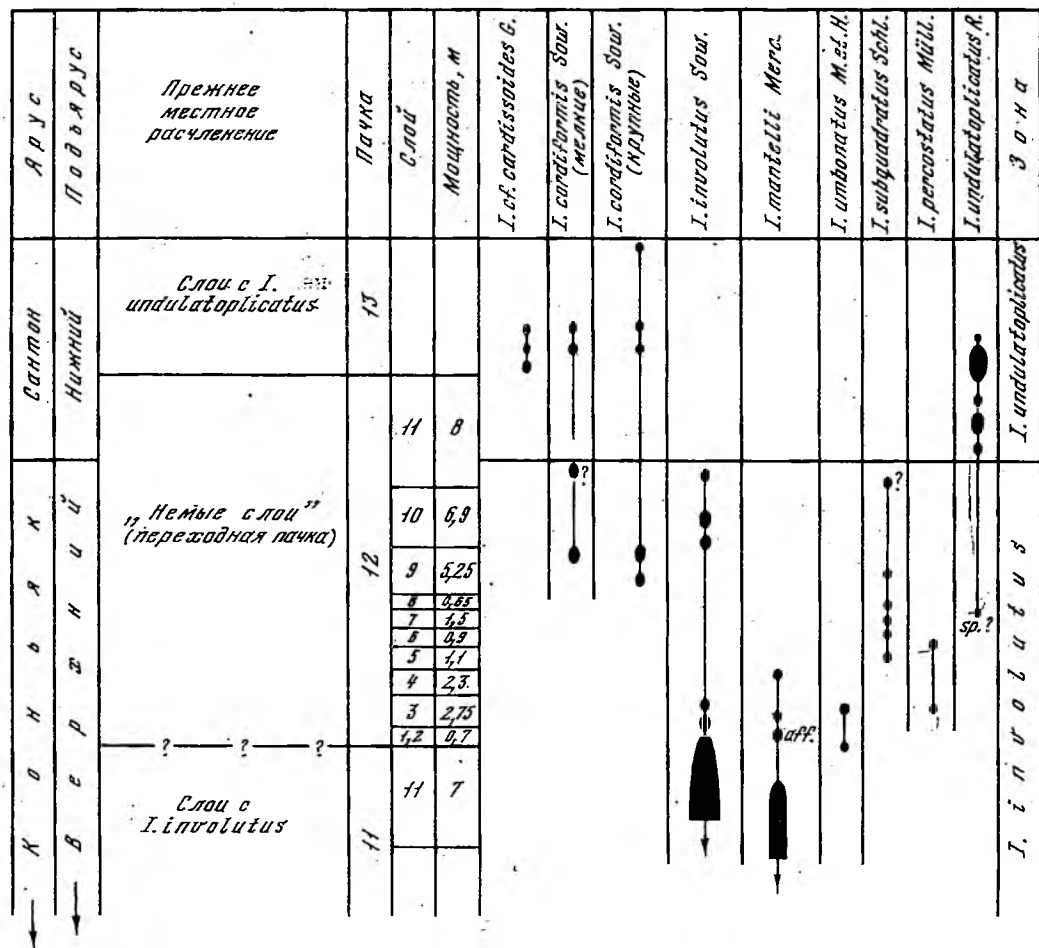 Ярус
Подъярус
Прежнее
местное
расчленение
Пачка
Слой
Мощность, м
I. cf. cardissoides G.
I. cordiformis Sow.
(мелкие)
I. cordiformis Sow.
(крупные)
I. involutus Sow.
I. mantelli Merc.
I. umbonatus M. et. H.
I. subquadratus Schl.
I. percostatus Müll.
I. undulatoplicatus R.
Зона
Сантон
Нижний
Слои с I.
undulatoplicatus
13
I. undulatoplicatus
11 8
Коньяк
Верхний
„Немые слои”
(переходная пачка)
12
10 6,9
9 5,25
8 0,65
7 1,5
6 0,9
5 1,1
4 2,3
3 2,75
1,2 0,7
?
?
sp.?
aff.
I. involutus
? ? ?
Слои с
I. involutus
11
11 7